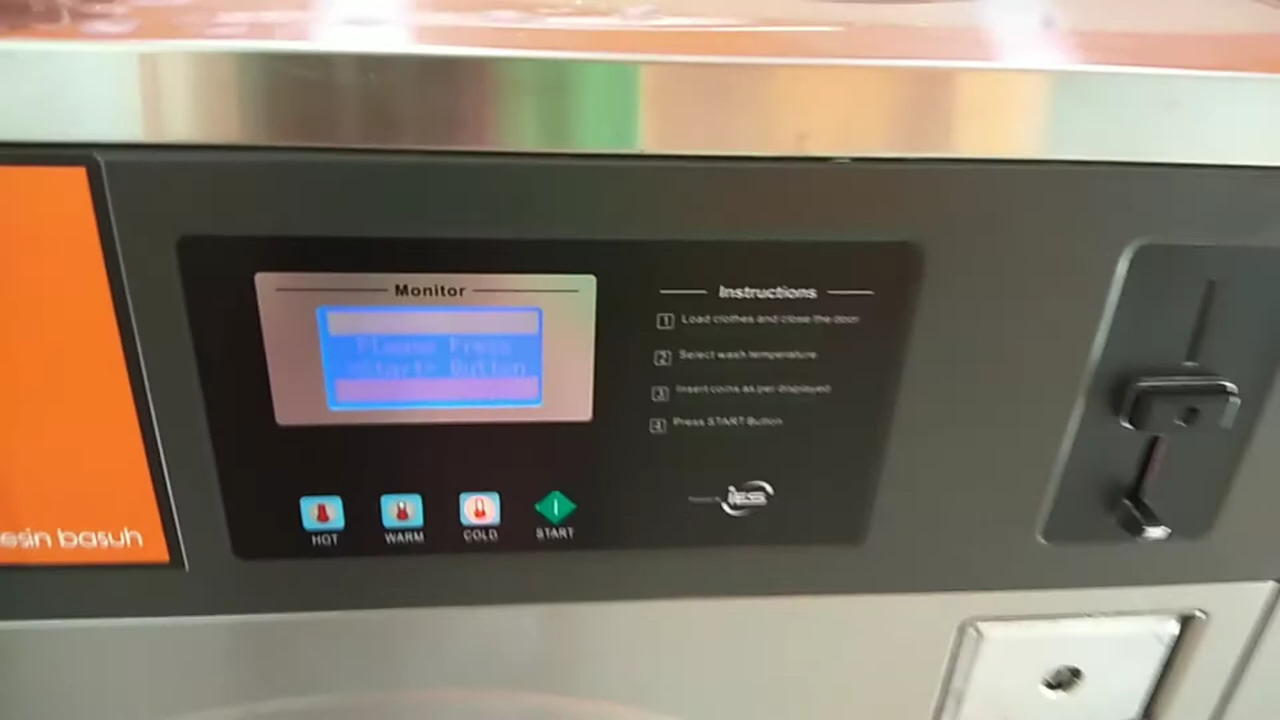 Monitor
Please Press
<Start> Button
HOT
WARM
COLD
START
Instructions
1 Load clothes and close the door
2 Select wash temperature
3 Insert coins as per displayed
4 Press START Button
IES
esin basuh